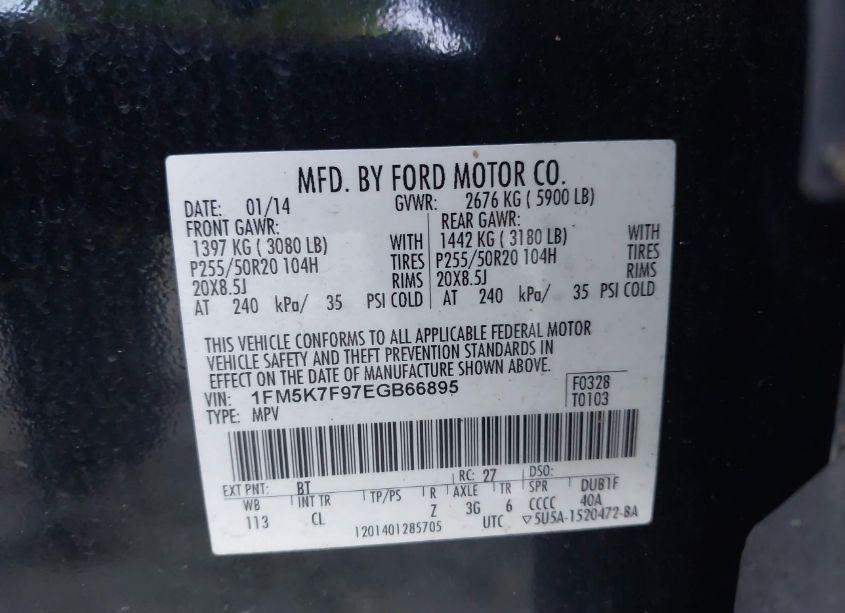 MFD. BY FORD MOTOR CO.
DATE: 01/14 GVWR: 2676 KG ( 5900 LB)
FRONT GAWR: REAR GAWR:
1397 KG ( 3080 LB) WITH 1442 KG ( 3180 LB) WITH
P255/50R20 104H TIRES P255/50R20 104H TIRES
20X8.5J RIMS 20X8.5J RIMS
AT 240 kPa/ 35 PSI COLD AT 240 kPa/ 35 PSI COLD
THIS VEHICLE CONFORMS TO ALL APPLICABLE FEDERAL MOTOR
VEHICLE SAFETY AND THEFT PREVENTION STANDARDS IN
EFFECT ON THE DATE OF MANUFACTURE SHOWN ABOVE.
VIN: 1FM5K7F97EGB66895 F0328
TYPE: MPV T0103
EXT PNT: BT RC: 27 DSO:
WB INT TR TP/PS R AXLE TR SPR DUB1F
113 CL Z 3G 6 CCCC 40A
1201401285705 UTC ▽5U5A-1520472-BA